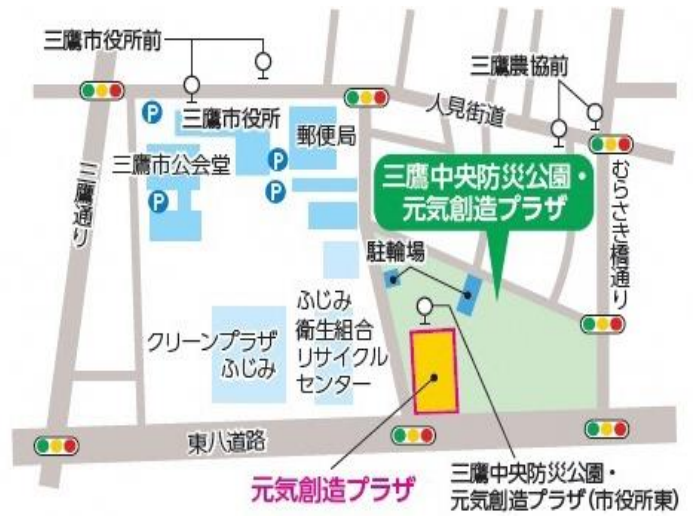 三鷹市役所前
三鷹農協前
人見街道
P
三鷹市役所
郵便局
三鷹市公会堂
P
P
P
三鷹通り
三鷹中央防災公園・
元気創造プラザ
むらさき橋通り
駐輪場
ふじみ
衛生組合
リサイクル
センター
クリーンプラザ
ふじみ
東八道路
元気創造プラザ
三鷹中央防災公園・
元気創造プラザ(市役所東)